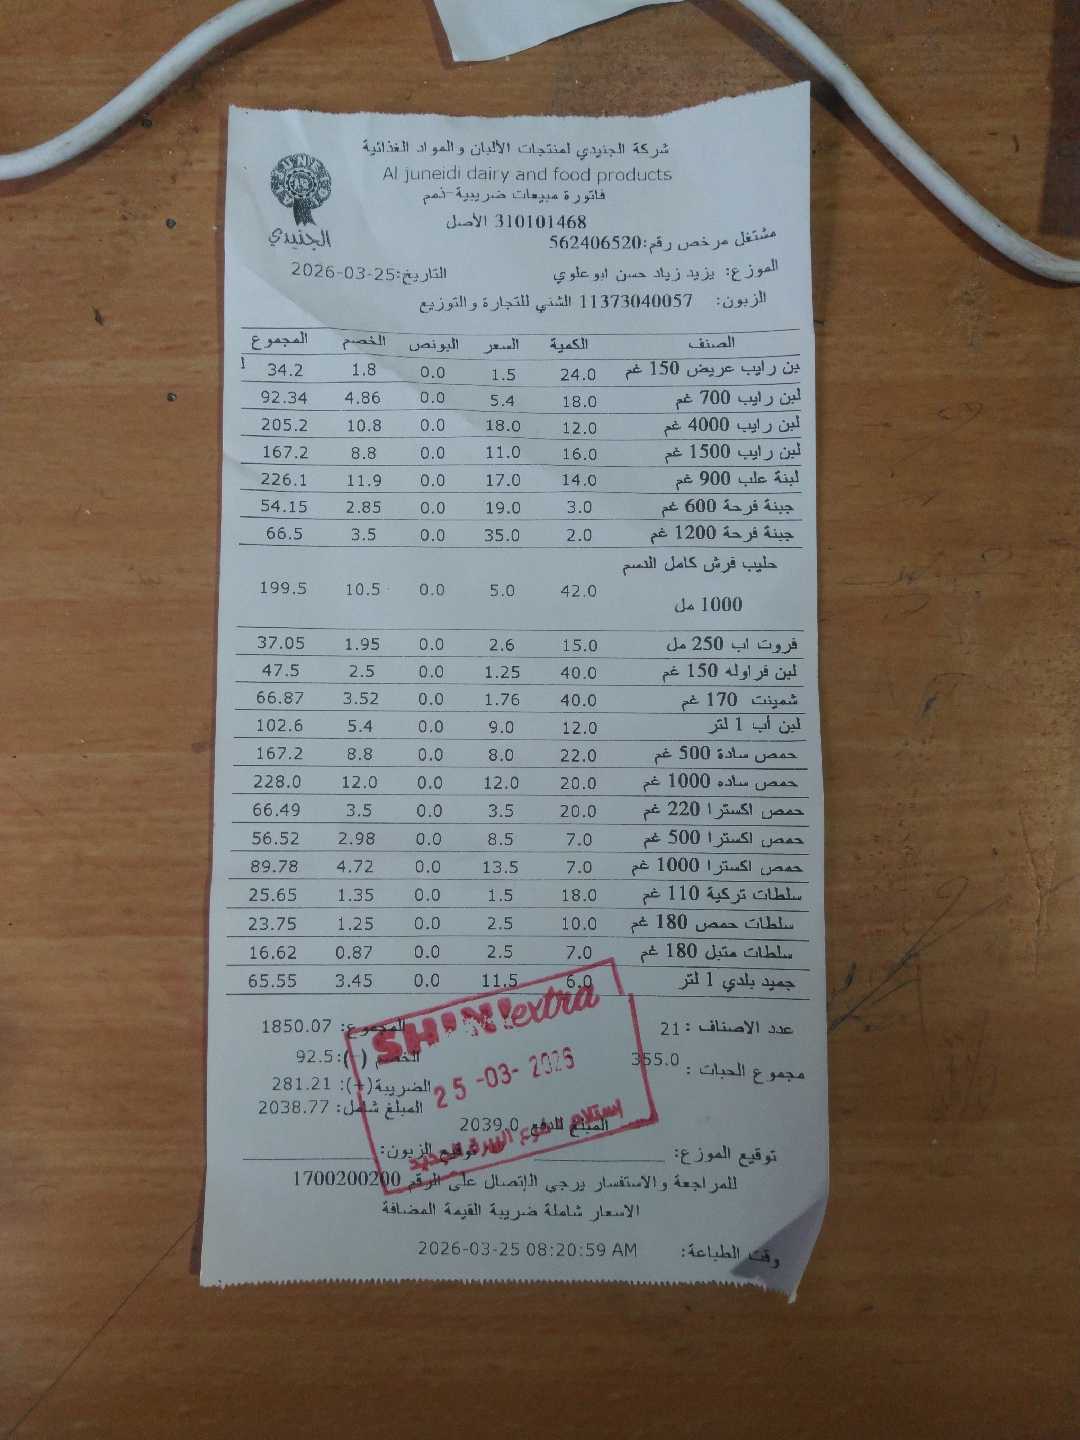 شركة الجنيدي لمنتجات الألبان والمواد الغذائية
Al juneidi dairy and food products
فاتورة مبيعات ضريبية-ذمم
310101468 الأصل
الجنيدي
مشتغل مرخص رقم:562406520
الموزع: يزيد زياد حسن ابوعلوي التاريخ:2026-03-25
الزبون: 11373040057 الشني للتجارة والتوزيع
الصنف الكمية السعر البونص الخصم المجموع
بن رايب عريض 150 غم 24.0 1.5 0.0 1.8 34.2 ل
لبن رايب 700 غم 18.0 5.4 0.0 4.86 92.34
لبن رايب 4000 غم 12.0 18.0 0.0 10.8 205.2
لبن رايب 1500 غم 16.0 11.0 0.0 8.8 167.2
لبنة علب 900 غم 14.0 17.0 0.0 11.9 226.1
جبنة فرحة 600 غم 3.0 19.0 0.0 2.85 54.15
جبنة فرحة 1200 غم 2.0 35.0 0.0 3.5 66.5
حليب فرش كامل الدسم
1000 مل 42.0 5.0 0.0 10.5 199.5
فروت اب 250 مل 15.0 2.6 0.0 1.95 37.05
لبن فراوله 150 غم 40.0 1.25 0.0 2.5 47.5
شمينت 170 غم 40.0 1.76 0.0 3.52 66.87
لبن أب 1 لتر 12.0 9.0 0.0 5.4 102.6
حمص سادة 500 غم 22.0 8.0 0.0 8.8 167.2
حمص ساده 1000 غم 20.0 12.0 0.0 12.0 228.0
حمص اكسترا 220 غم 20.0 3.5 0.0 3.5 66.49
حمص اكسترا 500 غم 7.0 8.5 0.0 2.98 56.52
حمص اكسترا 1000 غم 7.0 13.5 0.0 4.72 89.78
سلطات تركية 110 غم 18.0 1.5 0.0 1.35 25.65
سلطات حمص 180 غم 10.0 2.5 0.0 1.25 23.75
سلطات متبل 180 غم 7.0 2.5 0.0 0.87 16.62
جميد بلدي 1 لتر 6.0 11.5 0.0 3.45 65.55
عدد الاصناف : 21 المجموع: 1850.07
مجموع الحبات : 355.0 الخصم (-):92.5
الضريبة(+): 281.21
المبلغ شامل: 2038.77
المبلغ للدفع 2039.0
SHINI extra
25-03-2026
استلام
توقيع الموزع: توقيع الزبون:
للمراجعة والاستفسار يرجى الإتصال على الرقم 1700200200
الاسعار شاملة ضريبة القيمة المضافة
وقت الطباعة: 2026-03-25 08:20:59 AM